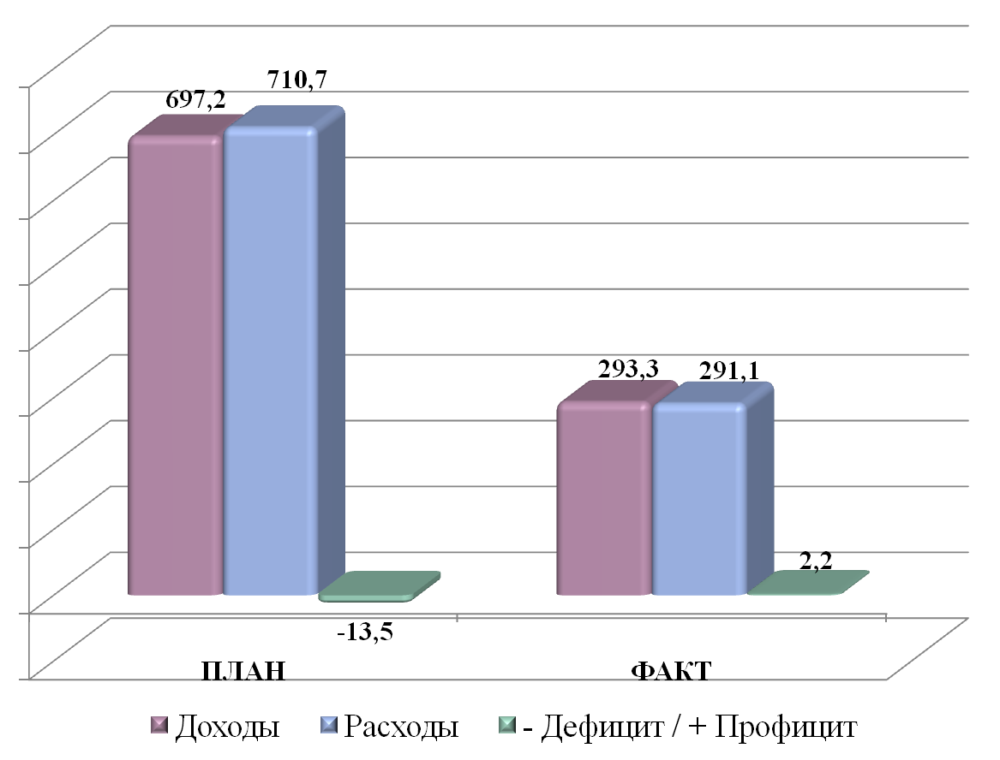 697,2
710,7
293,3
291,1
2,2
-13,5
ПЛАН
ФАКТ
Доходы
Расходы
- Дефицит / + Профицит